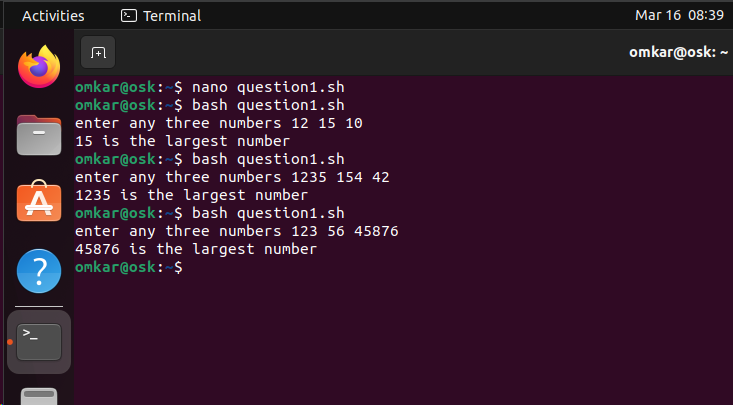 Activities Terminal Mar 16 08:39
omkar@osk: ~
omkar@osk:~$ nano question1.sh
omkar@osk:~$ bash question1.sh
enter any three numbers 12 15 10
15 is the largest number
omkar@osk:~$ bash question1.sh
enter any three numbers 1235 154 42
1235 is the largest number
omkar@osk:~$ bash question1.sh
enter any three numbers 123 56 45876
45876 is the largest number
omkar@osk:~$